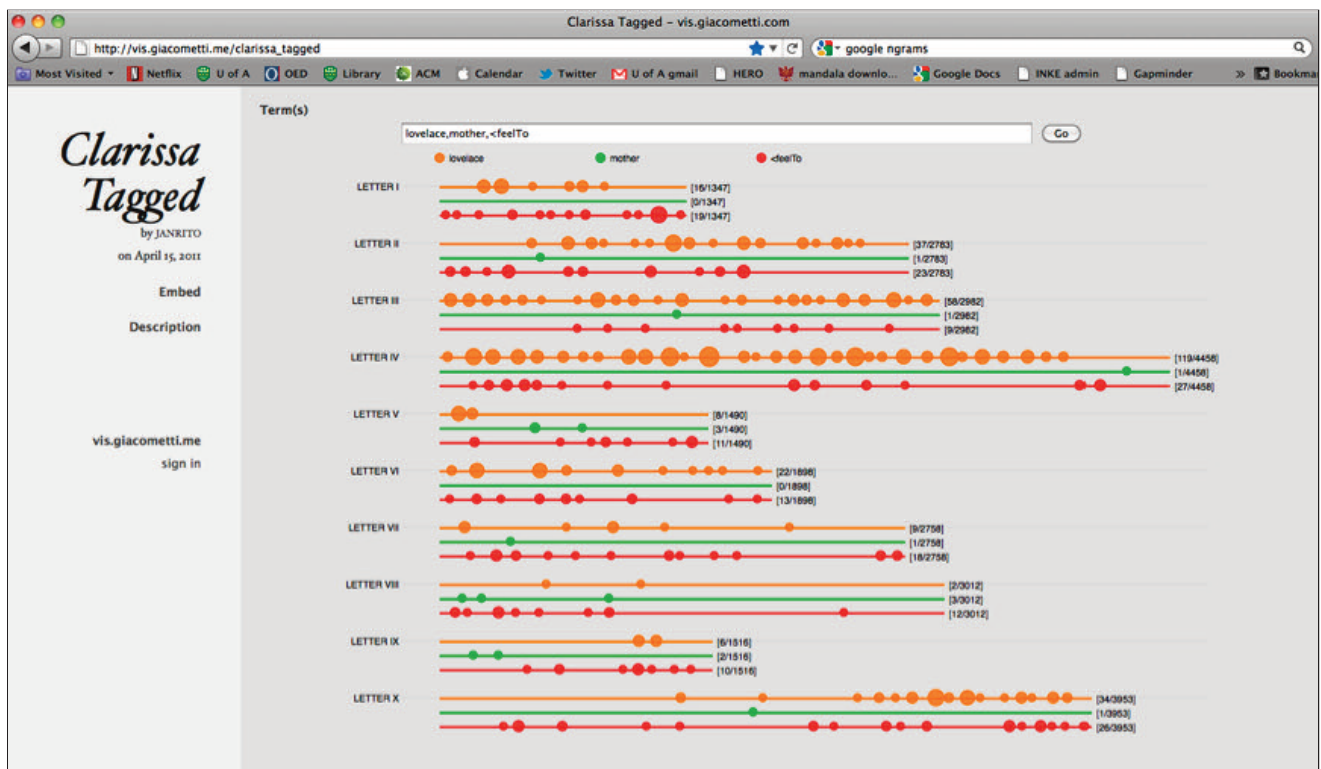 Clarissa Tagged – vis.giacometti.com
http://vis.giacometti.me/clarissa_tagged
google ngrams
Most Visited Netflix U of A OED Library ACM Calendar Twitter U of A gmail HERO mandala downlo... Google Docs INKE admin Gapminder » Bookma
Clarissa
Tagged
by JANRITO
on April 15, 2011
Embed
Description
vis.giacometti.me
sign in
Term(s)
lovelace,mother,<feelTo
Go
lovelace mother <feelTo
LETTER I
[16/1347]
[0/1347]
[19/1347]
LETTER II
[37/2783]
[1/2783]
[23/2783]
LETTER III
[58/2982]
[1/2982]
[9/2982]
LETTER IV
[119/4458]
[1/4458]
[27/4458]
LETTER V
[8/1490]
[3/1490]
[11/1490]
LETTER VI
[22/1898]
[0/1898]
[13/1898]
LETTER VII
[9/2758]
[1/2758]
[18/2758]
LETTER VIII
[2/3012]
[3/3012]
[12/3012]
LETTER IX
[6/1516]
[2/1516]
[10/1516]
LETTER X
[34/3953]
[1/3953]
[26/3953]